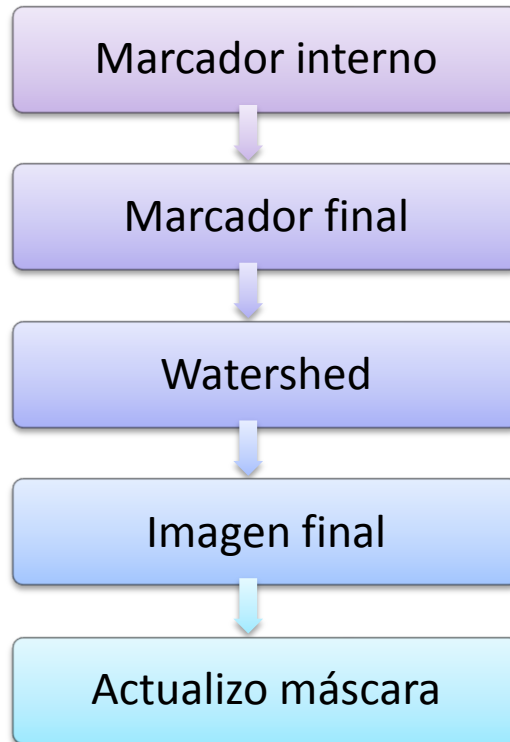 Marcador interno
Marcador final
Watershed
Imagen final
Actualizo máscara